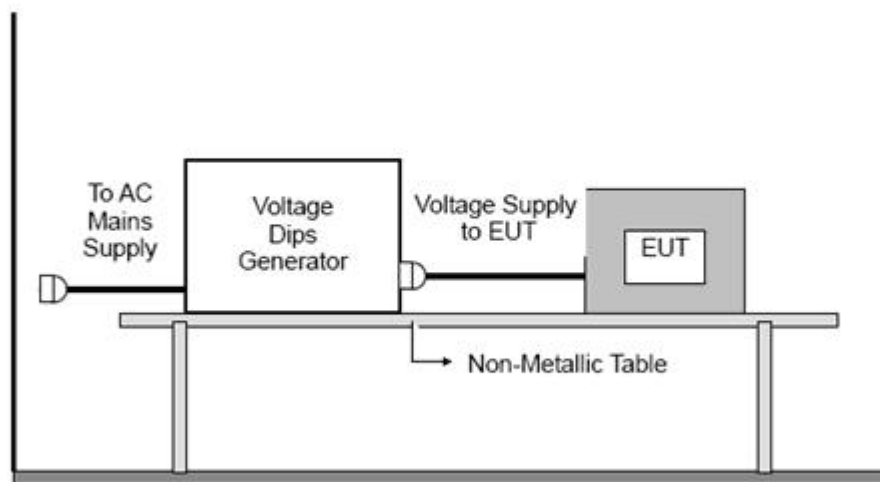 To AC
Mains
Supply
Voltage
Dips
Generator
Voltage Supply
to EUT
EUT
Non-Metallic Table